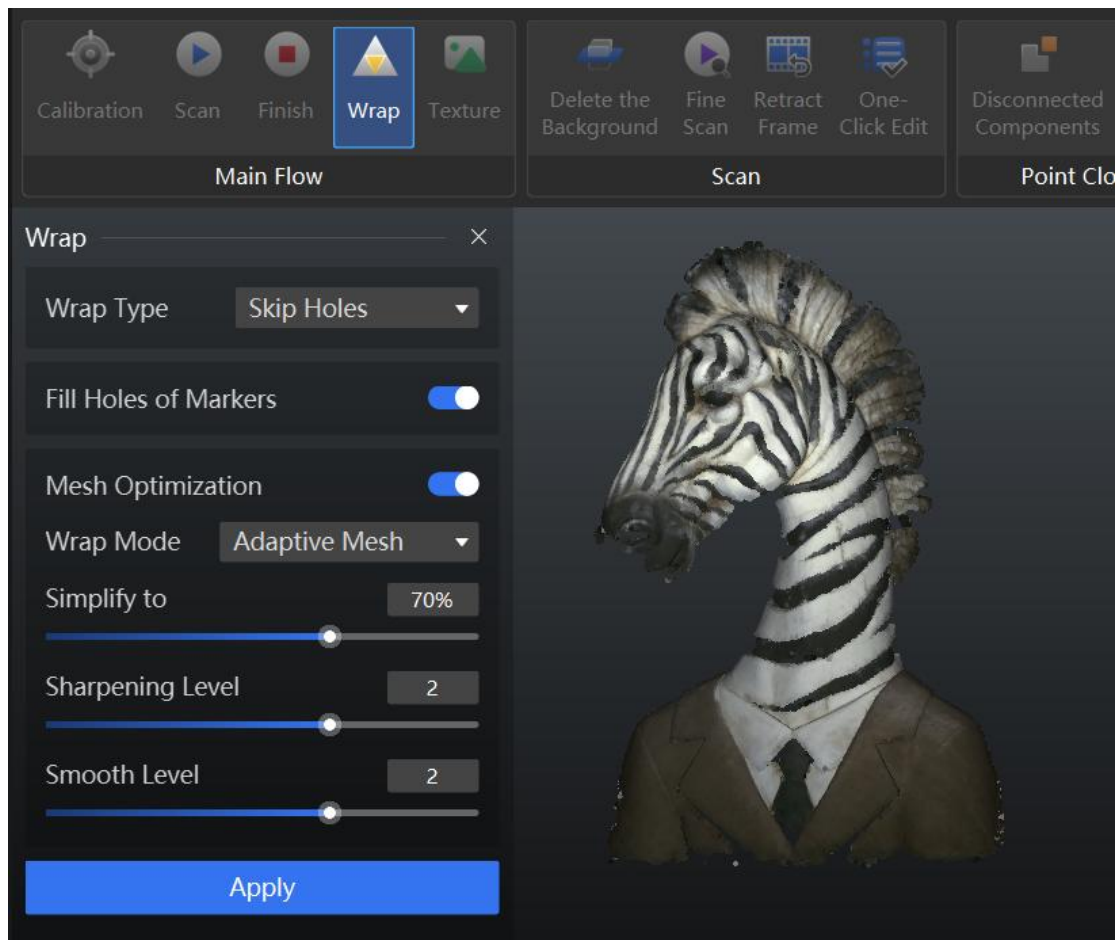 Calibration
Scan
Finish
Wrap
Texture
Main Flow
Delete the
Background
Fine
Scan
Retract
Frame
One-
Click Edit
Scan
Disconnected
Components
Point Clo
Wrap
Wrap Type
Skip Holes
Fill Holes of Markers
Mesh Optimization
Wrap Mode
Adaptive Mesh
Simplify to
70%
Sharpening Level
2
Smooth Level
2
Apply